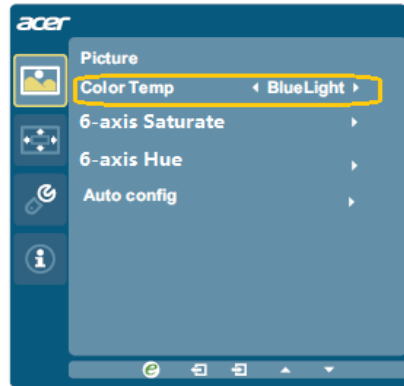 acer
Picture
Color Temp BlueLight
6-axis Saturate
6-axis Hue
Auto config